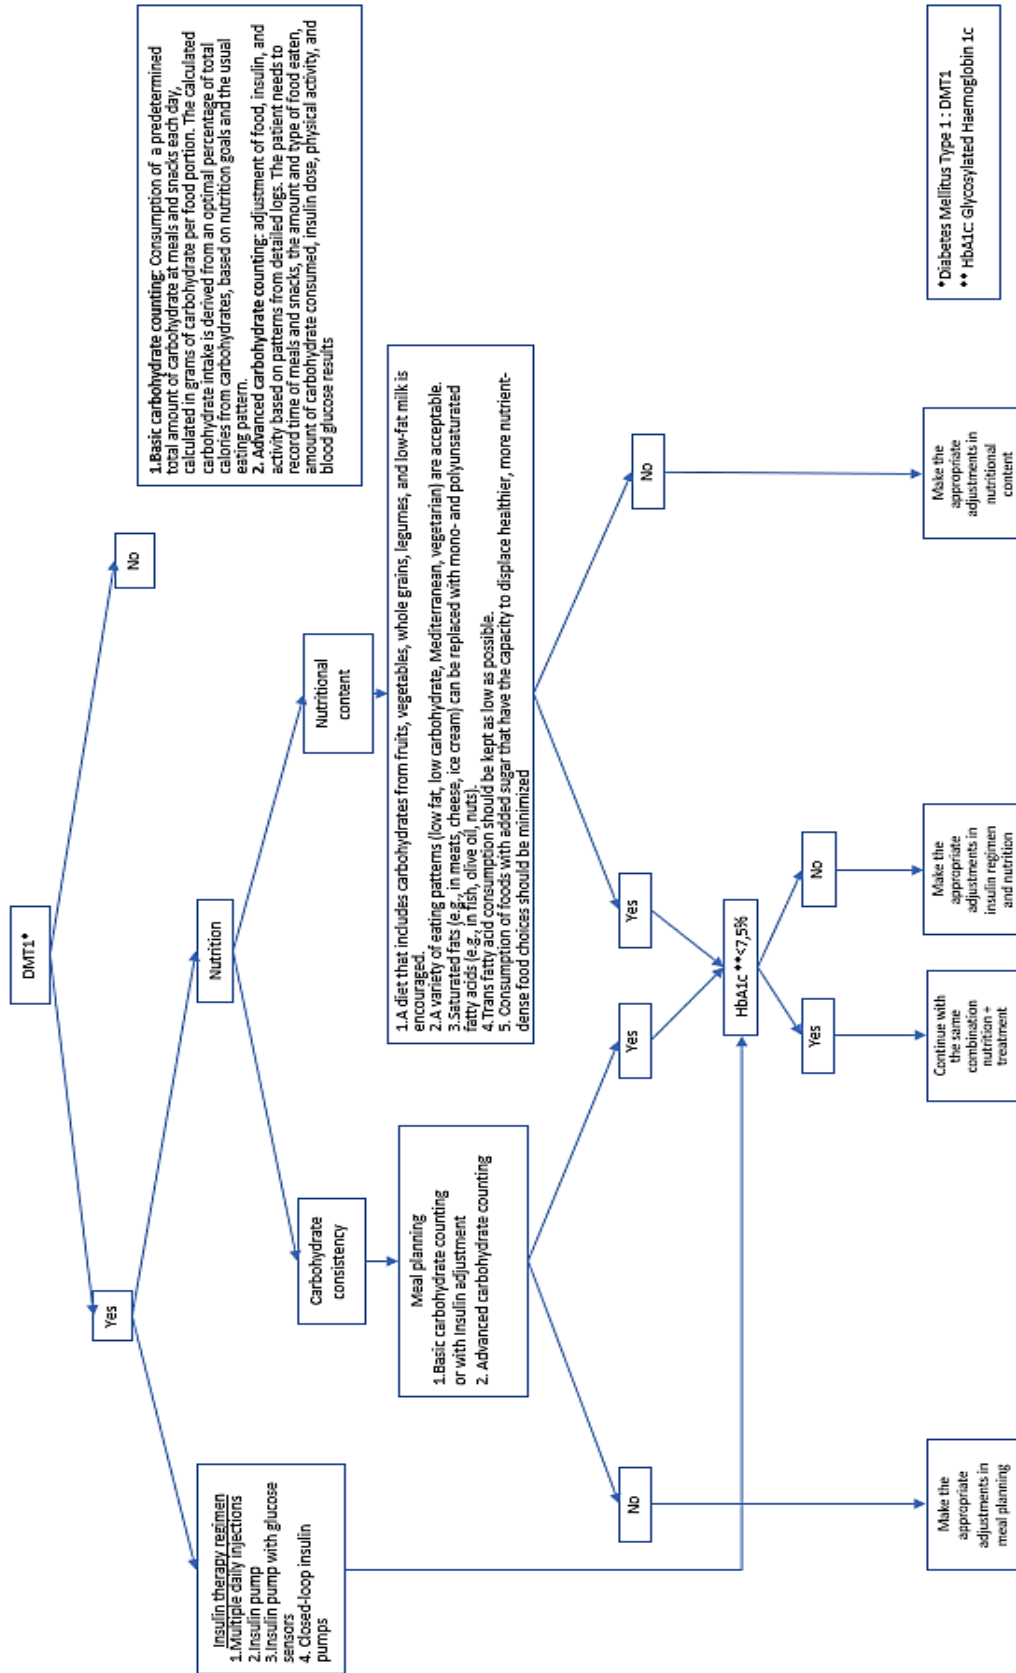 DMT1*
Yes
No
1.Basic carbohydrate counting: Consumption of a predetermined
total amount of carbohydrate at meals and snacks each day,
calculated in grams of carbohydrate per food portion. The calculated
carbohydrate intake is derived from an optimal percentage of total
calories from carbohydrates, based on nutrition goals and the usual
eating pattern.
2. Advanced carbohydrate counting: adjustment of food, insulin, and
activity based on patterns from detailed logs. The patient needs to
record time of meals and snacks, the amount and type of food eaten,
amount of carbohydrate consumed, insulin dose, physical activity, and
blood glucose results
Insulin therapy regimen
1.Multiple daily injections
2.Insulin pump
3.Insulin pump with glucose
sensors
4. Closed-loop insulin
pumps
Nutrition
Carbohydrate
consistency
Nutritional
content
Meal planning
1.Basic carbohydrate counting
or with Insulin adjustment
2. Advanced carbohydrate counting
1.A diet that includes carbohydrates from fruits, vegetables, whole grains, legumes, and low-fat milk is
encouraged.
2.A variety of eating patterns (low fat, low carbohydrate, Mediterranean, vegetarian) are acceptable.
3.Saturated fats (e.g., in meats, cheese, ice cream) can be replaced with mono- and polyunsaturated
fatty acids (e.g., in fish, olive oil, nuts).
4.Trans fatty acid consumption should be kept as low as possible.
5. Consumption of foods with added sugar that have the capacity to displace healthier, more nutrient-
dense food choices should be minimized
No
Yes
Yes
No
HbA1c **<7,5%
Yes
No
Make the
appropriate
adjustments in
meal planning
Continue with
the same
combination
nutrition +
treatment
Make the
appropriate
adjustments in
insulin regimen
and nutrition
Make the
appropriate
adjustments in
nutritional
content
*Diabetes Mellitus Type 1 : DMT1
** HbA1c: Glycosylated Haemoglobin 1c